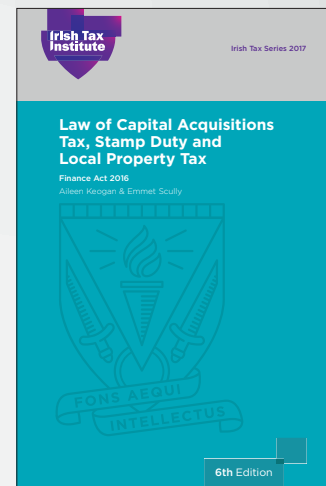 Irish Tax
Institute
Irish Tax Series 2017
Law of Capital Acquisitions
Tax, Stamp Duty and
Local Property Tax
Finance Act 2016
Aileen Keogan & Emmet Scully
FONS AEQUI
INTELLECTUS
6th Edition